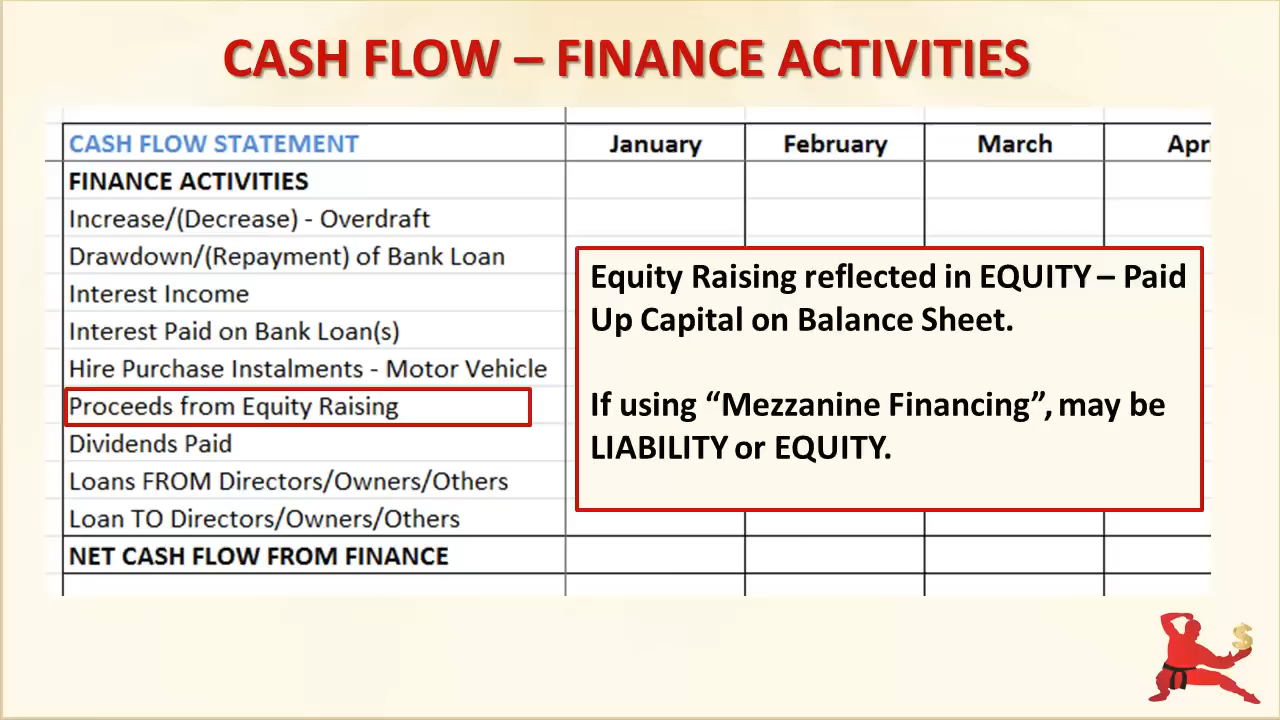 CASH FLOW – FINANCE ACTIVITIES
CASH FLOW STATEMENT January February March Apr
FINANCE ACTIVITIES
Increase/(Decrease) - Overdraft
Drawdown/(Repayment) of Bank Loan
Interest Income
Interest Paid on Bank Loan(s)
Hire Purchase Instalments - Motor Vehicle
Proceeds from Equity Raising
Dividends Paid
Loans FROM Directors/Owners/Others
Loan TO Directors/Owners/Others
NET CASH FLOW FROM FINANCE
Equity Raising reflected in EQUITY – Paid
Up Capital on Balance Sheet.
If using “Mezzanine Financing”, may be
LIABILITY or EQUITY.
$